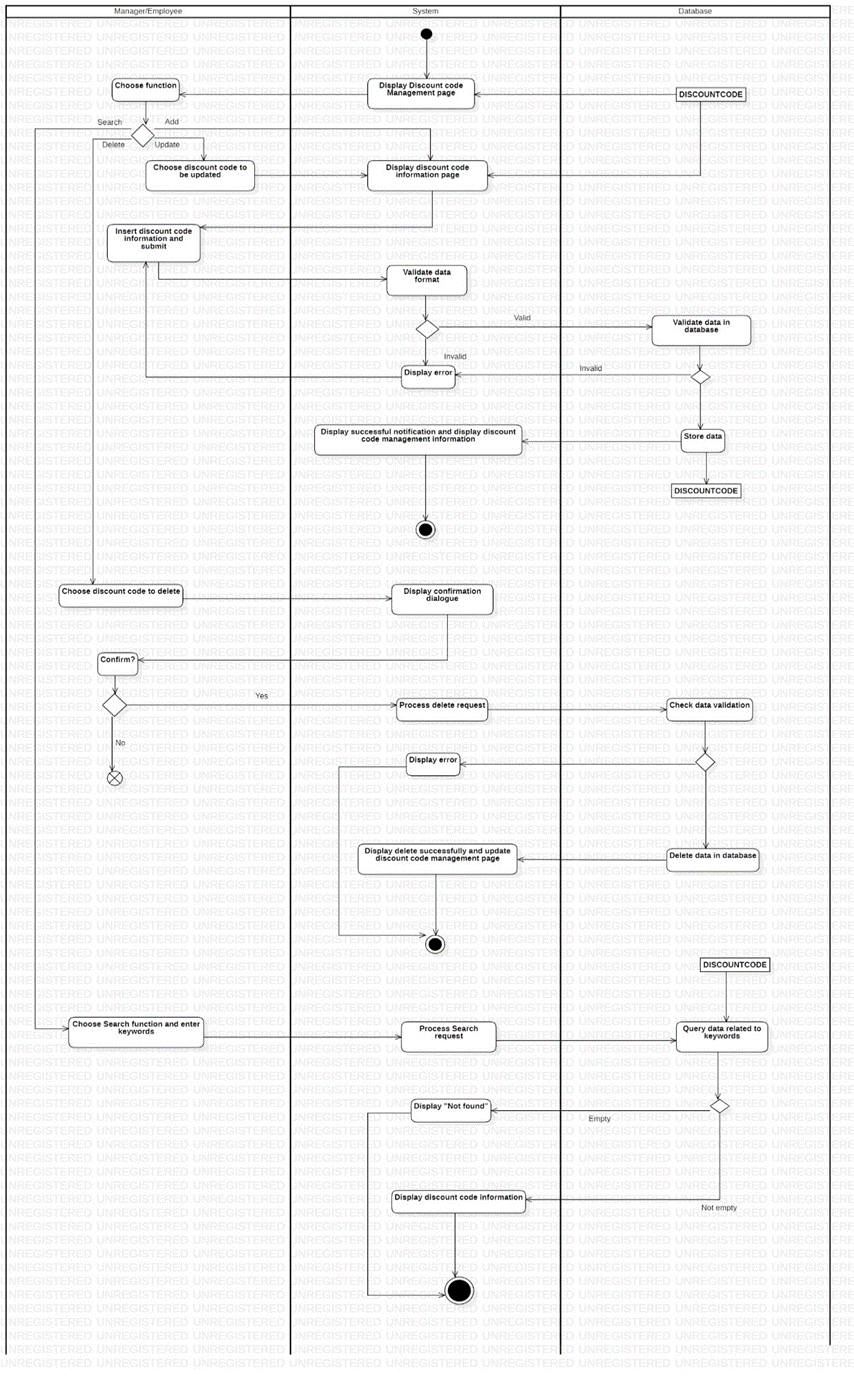 Manager/Employee
System
Database
Choose function
Display Discount code
Management page
DISCOUNTCODE
Search
Add
Delete
Update
Choose discount code to
be updated
Display discount code
information page
Insert discount code
information and
submit
Validate data
format
Valid
Validate data in
database
Invalid
Display error
Invalid
Display successful notification and display discount
code management information
Store data
DISCOUNTCODE
Choose discount code to delete
Display confirmation
dialogue
Confirm?
Yes
Process delete request
Check data validation
No
Display error
Display delete successfully and update
discount code management page
Delete data in database
DISCOUNTCODE
Choose Search function and enter
keywords
Process Search
request
Query data related to
keywords
Display "Not found"
Empty
Display discount code information
Not empty
UNREGISTERED